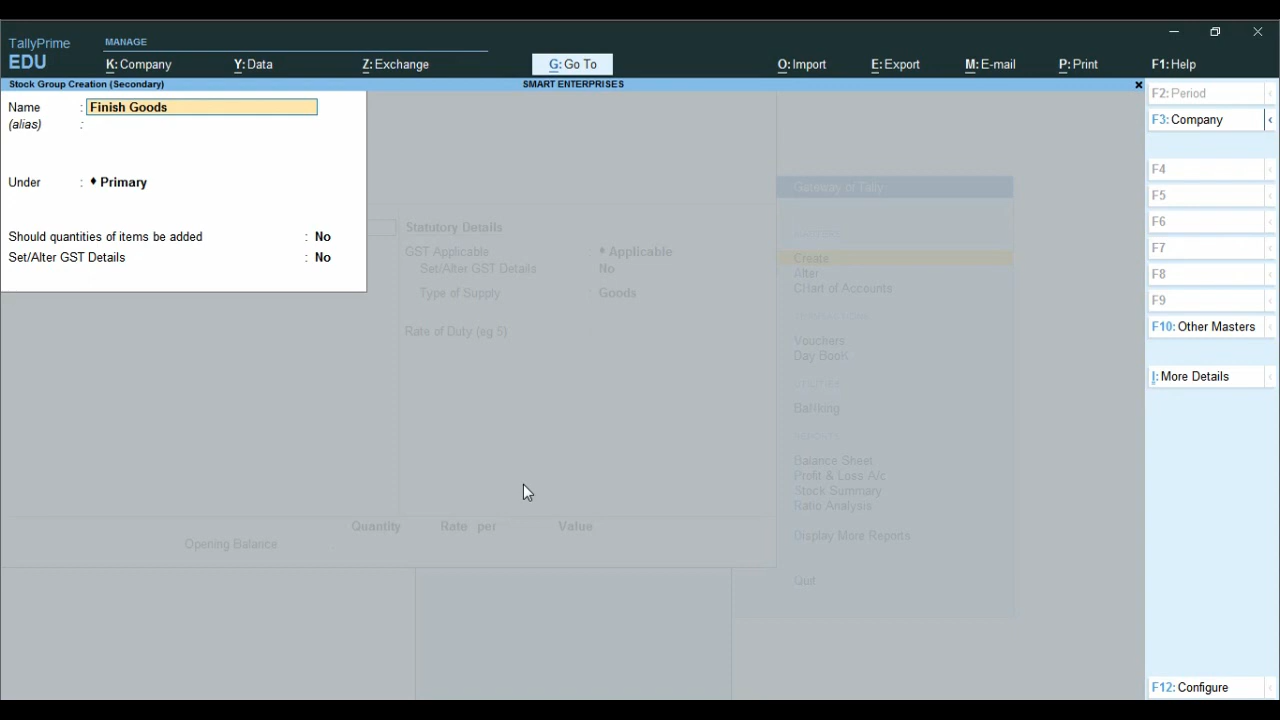 TallyPrime
EDU
MANAGE
K: Company
Y: Data
Z: Exchange
G: Go To
O: Import
E: Export
M: E-mail
P: Print
F1: Help
Stock Group Creation (Secondary)
SMART ENTERPRISES
Name : Finish Goods
(alias) :
Under : ♦ Primary
Should quantities of items be added : No
Set/Alter GST Details : No
Statutory Details
GST Applicable : ♦ Applicable
Set/Alter GST Details No
Type of Supply : Goods
Rate of Duty (eg 5) :
Quantity Rate per Value
Opening Balance :
Gateway of Tally
MASTERS
Create
Alter
CHart of Accounts
TRANSACTIONS
Vouchers
Day BooK
UTILITIES
BaNking
REPORTS
Balance Sheet
Profit & Loss A/c
Stock Summary
Ratio Analysis
Display More Reports
Quit
F2: Period
F3: Company
F4
F5
F6
F7
F8
F9
F10: Other Masters
I: More Details
F12: Configure